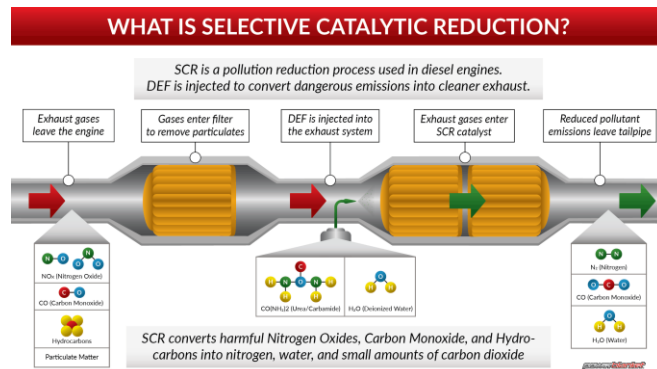 WHAT IS SELECTIVE CATALYTIC REDUCTION?
SCR is a pollution reduction process used in diesel engines.
DEF is injected to convert dangerous emissions into cleaner exhaust.
Exhaust gases
leave the engine
Gases enter filter
to remove particulates
DEF is injected into
the exhaust system
Exhaust gases enter
SCR catalyst
Reduced pollutant
emissions leave tailpipe
N O O N O
NOx (Nitrogen Oxide)
C O
CO (Carbon Monoxide)
Hydrocarbons
Particulate Matter
C
H N O N H
H H
CO(NH₂)2 (Urea/Carbamide)
O
H H
H₂O (Deionized Water)
N N
N₂ (Nitrogen)
O C O
CO (Carbon Monoxide)
O
H H
H₂O (Water)
SCR converts harmful Nitrogen Oxides, Carbon Monoxide, and Hydro-
carbons into nitrogen, water, and small amounts of carbon dioxide